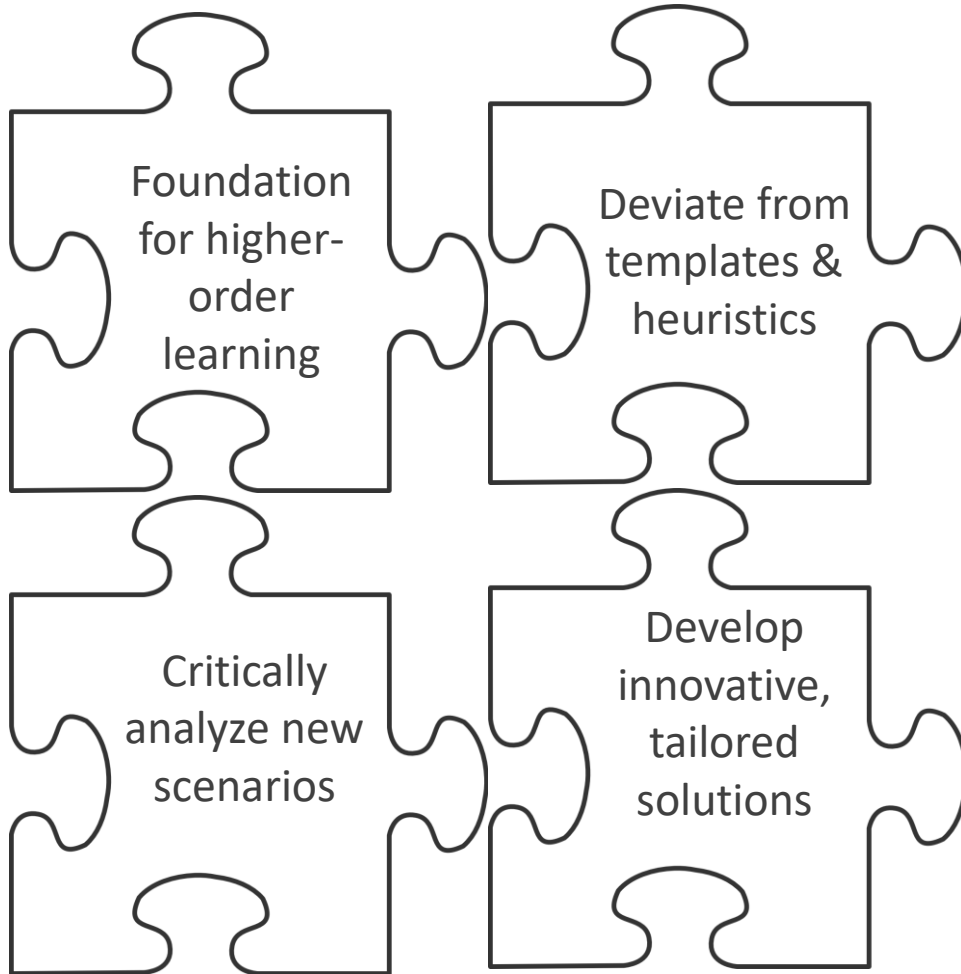 Foundation
for higher-
order
learning
Deviate from
templates &
heuristics
Critically
analyze new
scenarios
Develop
innovative,
tailored
solutions